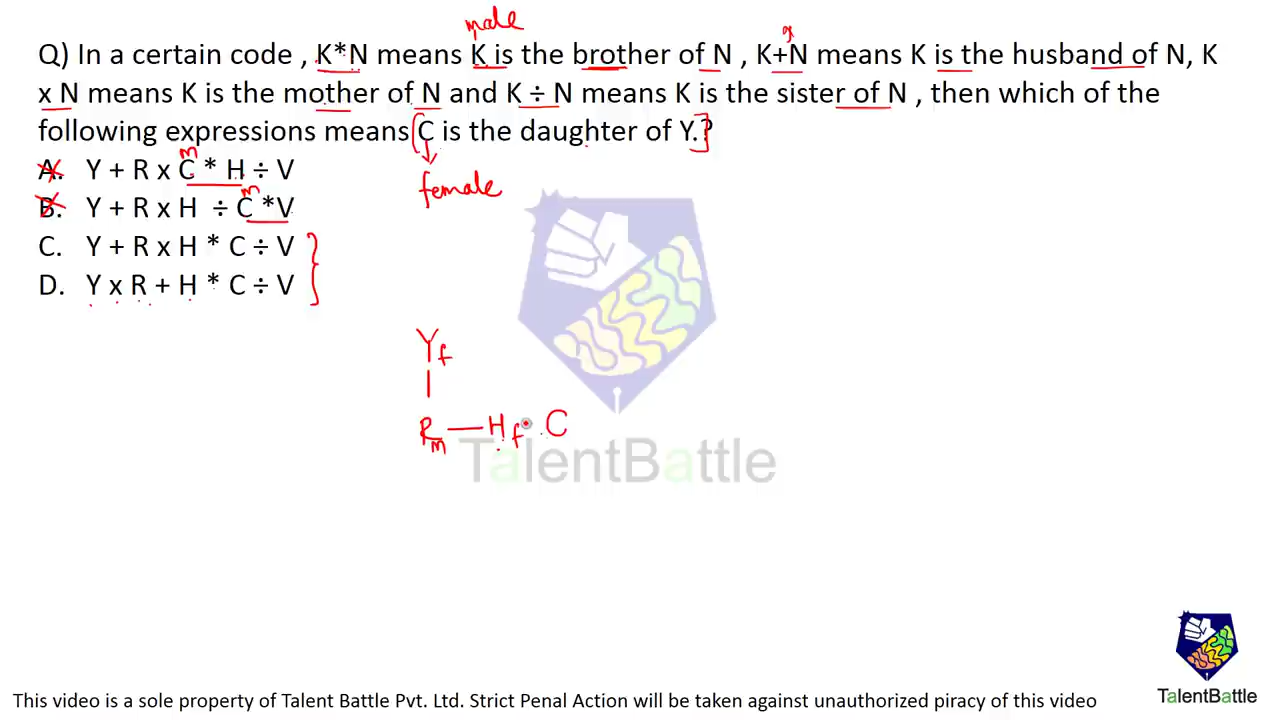 male
Q) In a certain code , K*N means K is the brother of N , K+N means K is the husband of N, K
x N means K is the mother of N and K ÷ N means K is the sister of N , then which of the
following expressions means C is the daughter of Y.?
m
A. Y + R x C * H ÷ V
female
m
B. Y + R x H ÷ C *V
C. Y + R x H * C ÷ V
D. Y x R + H * C ÷ V
Y f
R m H f C
TalentBattle
TalentBattle
This video is a sole property of Talent Battle Pvt. Ltd. Strict Penal Action will be taken against unauthorized piracy of this video